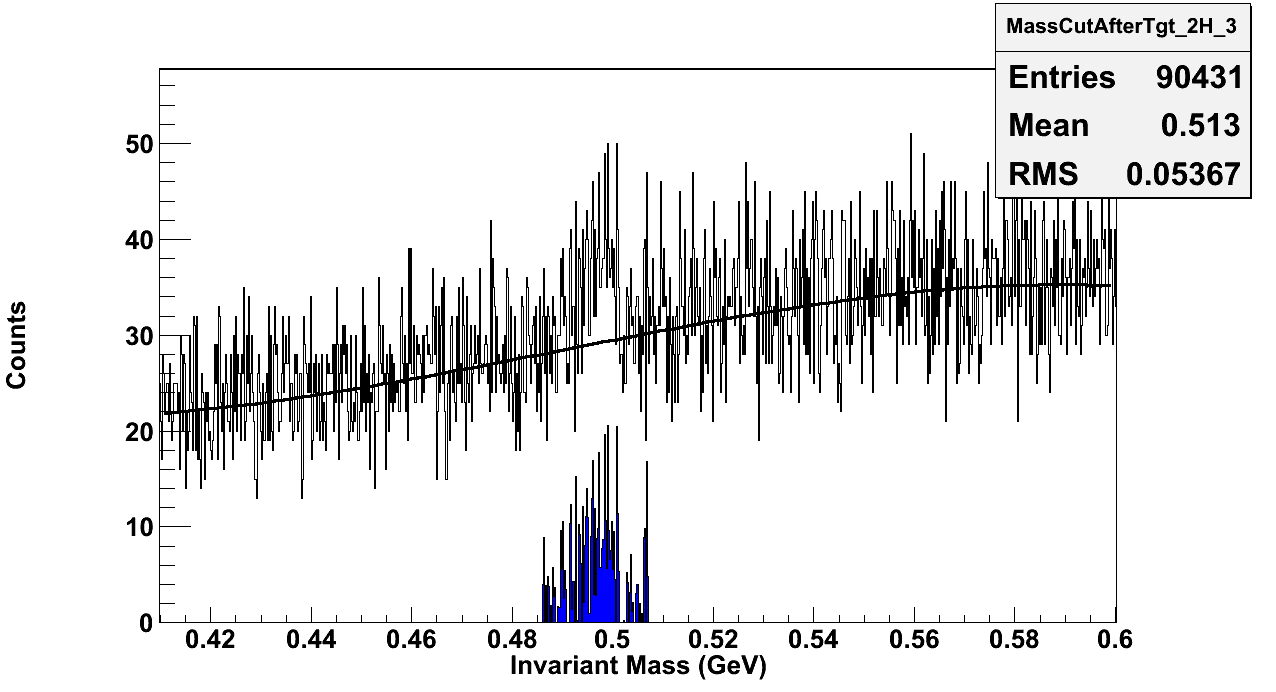 MassCutAfterTgt_2H_3
Entries 90431
Mean 0.513
RMS 0.05367
Counts
50
40
30
20
10
0
0.42 0.44 0.46 0.48 0.5 0.52 0.54 0.56 0.58 0.6
Invariant Mass (GeV)